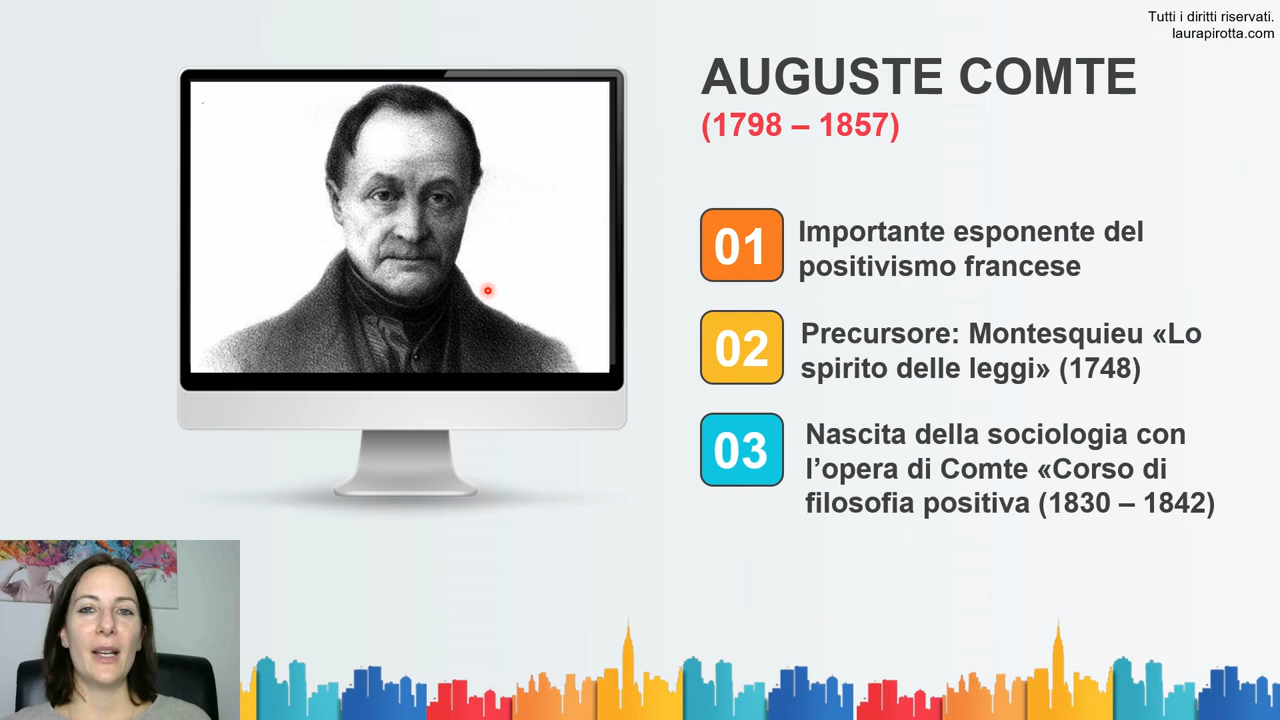 Tutti i diritti riservati.
laurapirotta.com
AUGUSTE COMTE
(1798 – 1857)
01
Importante esponente del
positivismo francese
02
Precursore: Montesquieu «Lo
spirito delle leggi» (1748)
03
Nascita della sociologia con
l’opera di Comte «Corso di
filosofia positiva (1830 – 1842)